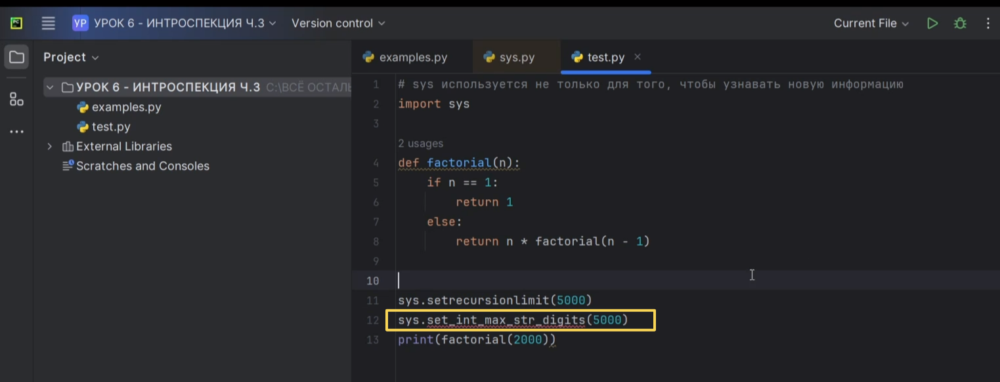 PC
УР УРОК 6 - ИНТРОСПЕКЦИЯ Ч.3 Version control Current File
Project
УРОК 6 - ИНТРОСПЕКЦИЯ Ч.3 C:\ВСЁ ОСТАЛЬ
examples.py
test.py
External Libraries
Scratches and Consoles
examples.py sys.py test.py
1 # sys используется не только для того, чтобы узнавать новую информацию
2 import sys
3
2 usages
4 def factorial(n):
5 if n == 1:
6 return 1
7 else:
8 return n * factorial(n - 1)
9
10
11 sys.setrecursionlimit(5000)
12 sys.set_int_max_str_digits(5000)
13 print(factorial(2000))